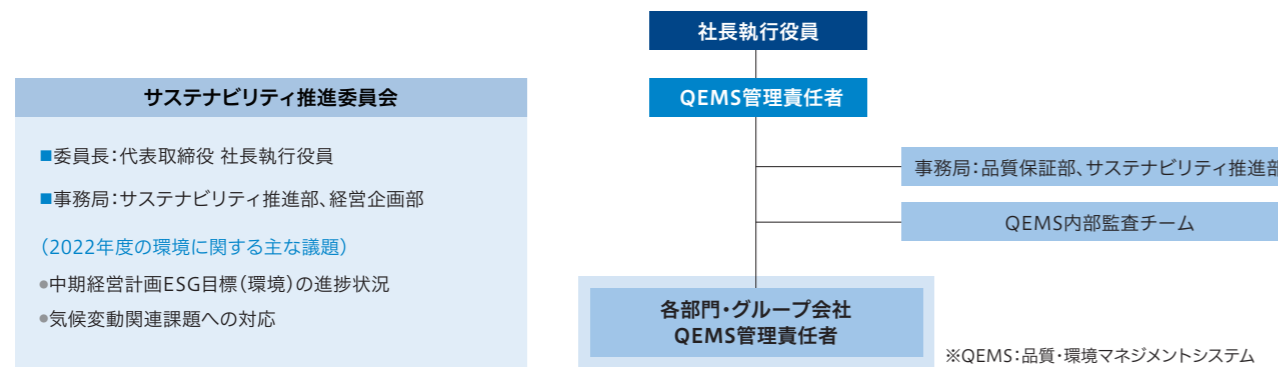 サステナビリティ推進委員会
■委員長：代表取締役 社長執行役員
■事務局：サステナビリティ推進部、経営企画部
（2022年度の環境に関する主な議題）
●中期経営計画ESG目標（環境）の進捗状況
●気候変動関連課題への対応
社長執行役員
QEMS管理責任者
事務局：品質保証部、サステナビリティ推進部
QEMS内部監査チーム
各部門・グループ会社
QEMS管理責任者
※QEMS：品質・環境マネジメントシステム